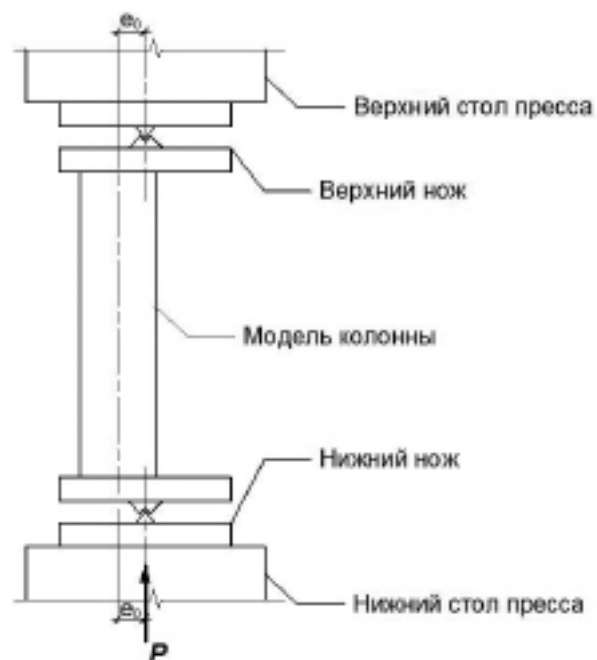 e₀
Верхний стол пресса
Верхний нож
Модель колонны
Нижний нож
Нижний стол пресса
e₀
P